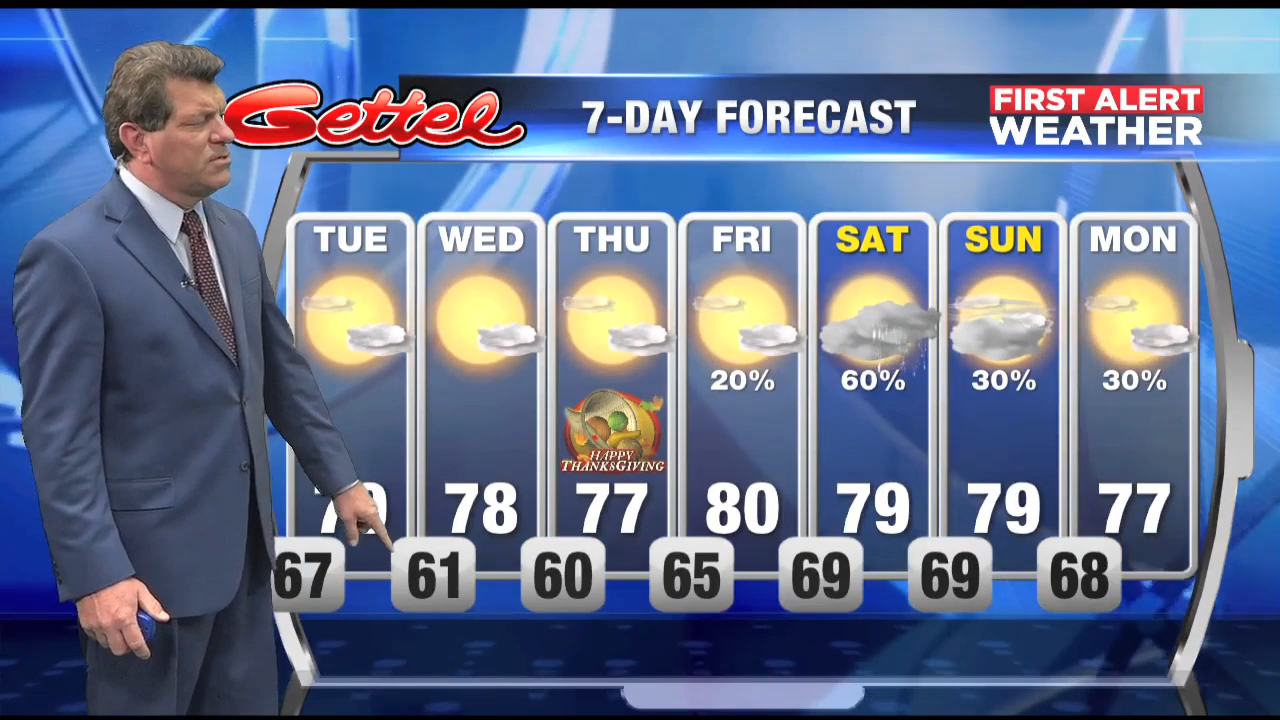 Gettel
7-DAY FORECAST
FIRST ALERT
WEATHER
TUE WED THU FRI SAT SUN MON
20% 60% 30% 30%
HAPPY
THANKSGIVING
78 77 80 79 79 77
67 61 60 65 69 69 68